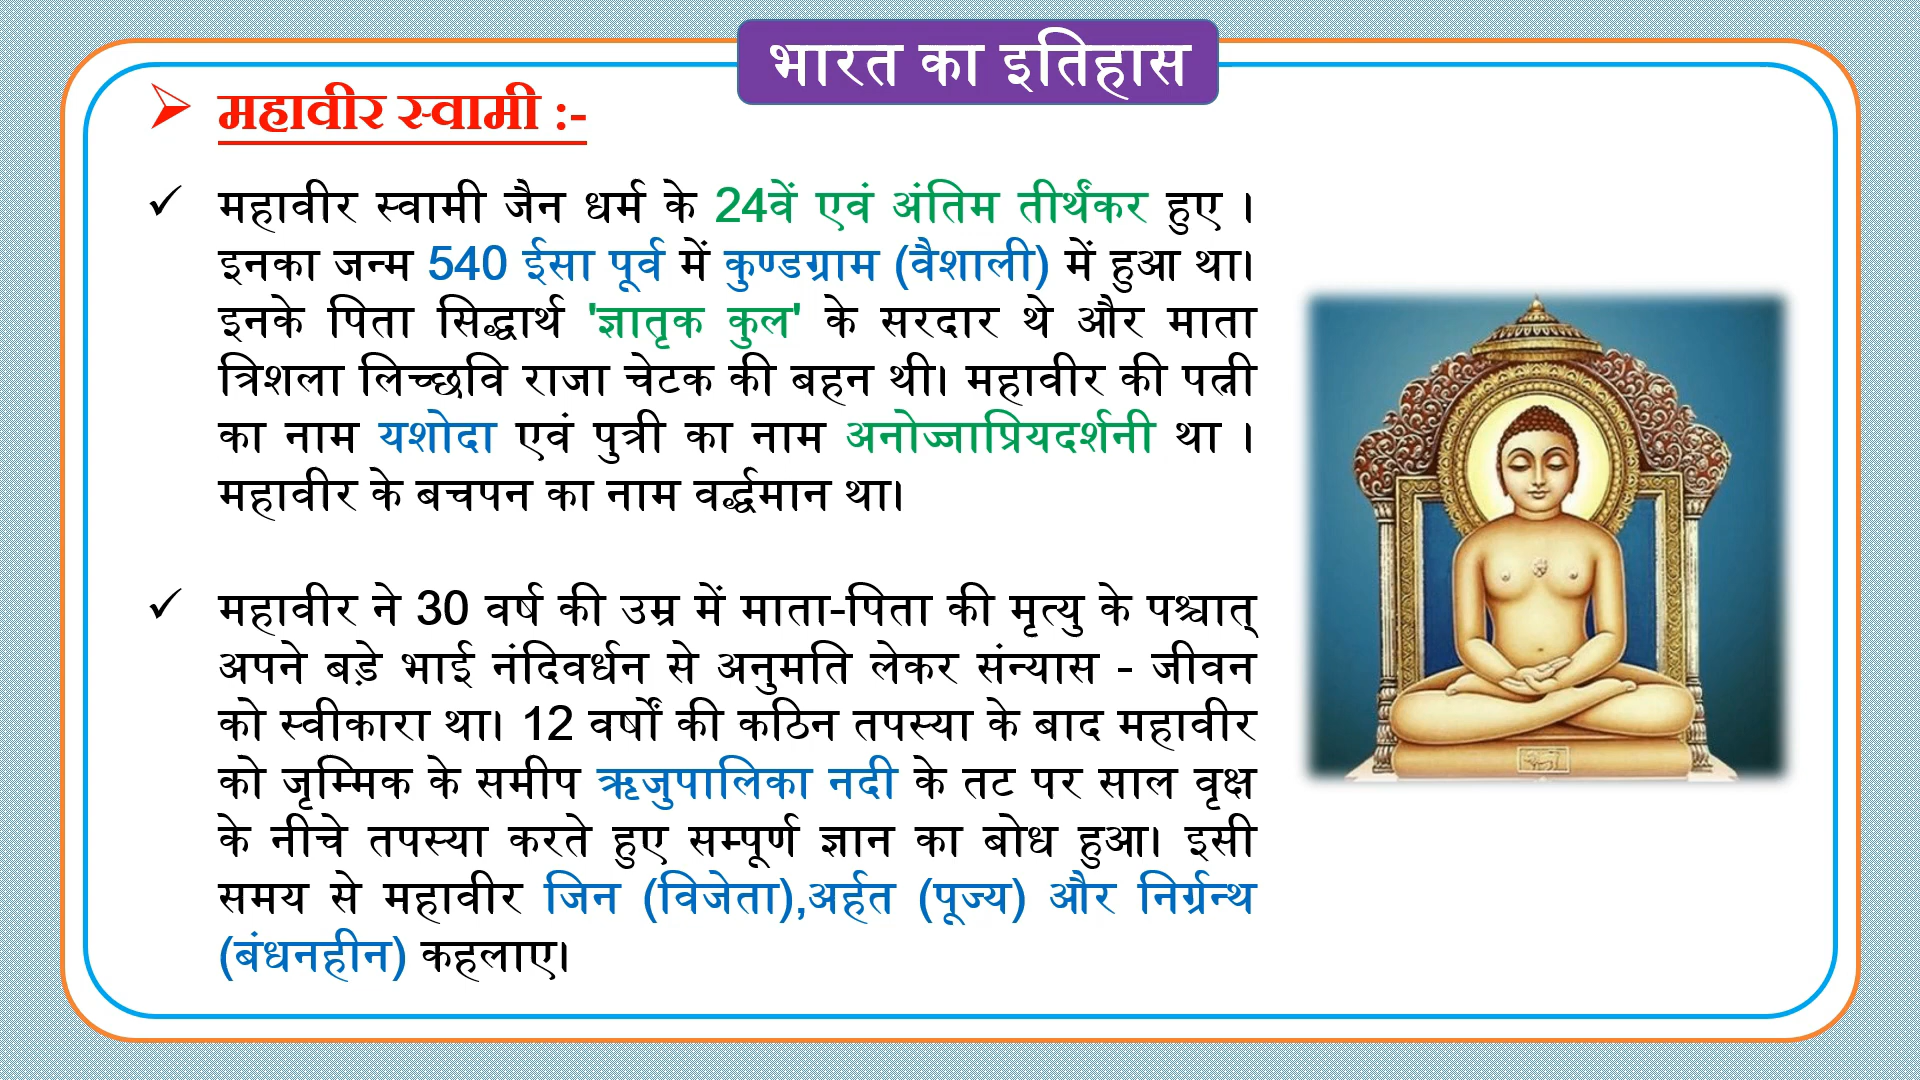 भारत का इतिहास
महावीर स्वामी :-
महावीर स्वामी जैन धर्म के 24वें एवं अंतिम तीर्थंकर हुए ।
इनका जन्म 540 ईसा पूर्व में कुण्डग्राम (वैशाली) में हुआ था।
इनके पिता सिद्धार्थ 'ज्ञातृक कुल' के सरदार थे और माता
त्रिशला लिच्छवि राजा चेटक की बहन थी। महावीर की पत्नी
का नाम यशोदा एवं पुत्री का नाम अनोज्जाप्रियदर्शनी था ।
महावीर के बचपन का नाम वर्द्धमान था।
महावीर ने 30 वर्ष की उम्र में माता-पिता की मृत्यु के पश्चात्
अपने बड़े भाई नंदिवर्धन से अनुमति लेकर संन्यास - जीवन
को स्वीकारा था। 12 वर्षों की कठिन तपस्या के बाद महावीर
को जृम्मिक के समीप ऋजुपालिका नदी के तट पर साल वृक्ष
के नीचे तपस्या करते हुए सम्पूर्ण ज्ञान का बोध हुआ। इसी
समय से महावीर जिन (विजेता),अर्हत (पूज्य) और निर्ग्रन्थ
(बंधनहीन) कहलाए।